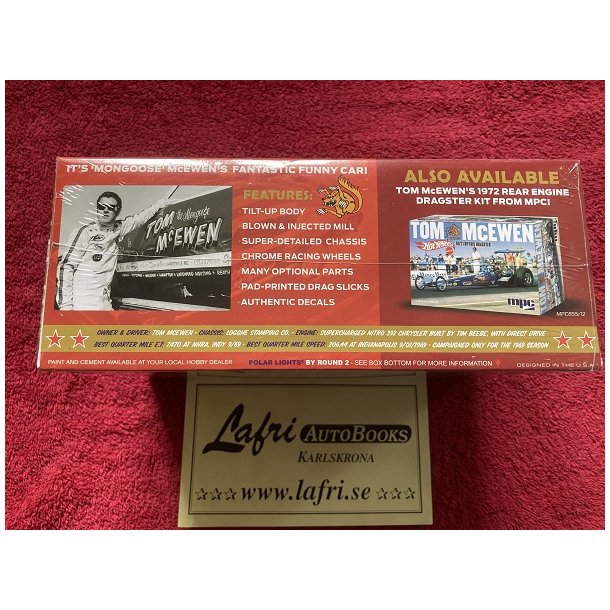 IT'S 'MONGOOSE' McEWEN'S FANTASTIC FUNNY CAR!
TOM the Mongoose
McEWEN
FEATURES:
·TILT-UP BODY
·BLOWN & INJECTED MILL
·SUPER-DETAILED CHASSIS
·CHROME RACING WHEELS
·MANY OPTIONAL PARTS
·PAD-PRINTED DRAG SLICKS
·AUTHENTIC DECALS
ALSO AVAILABLE
TOM McEWEN'S 1972 REAR ENGINE
DRAGSTER KIT FROM MPC!
TOM McEWEN
Hot Wheels
mpc
MPC855/12
OWNER & DRIVER: TOM McEWEN · CHASSIS: LOGGHE STAMPING CO. · ENGINE: SUPERCHARGED NITRO 392 CHRYSLER BUILT BY TIM BEEBE, WITH DIRECT DRIVE
BEST QUARTER MILE E.T: 7.470 AT NHRA, INDY 9/69 · BEST QUARTER MILE SPEED: 206.44 AT INDIANAPOLIS 9/01/1969 · CAMPAIGNED ONLY FOR THE 1969 SEASON
PAINT AND CEMENT AVAILABLE AT YOUR LOCAL HOBBY DEALER
POLAR LIGHTS® BY ROUND 2 - SEE BOX BOTTOM FOR MORE INFORMATION
DESIGNED IN THE U.S.A.
Lafri AUTOBOOKS
KARLSKRONA
www.lafri.se